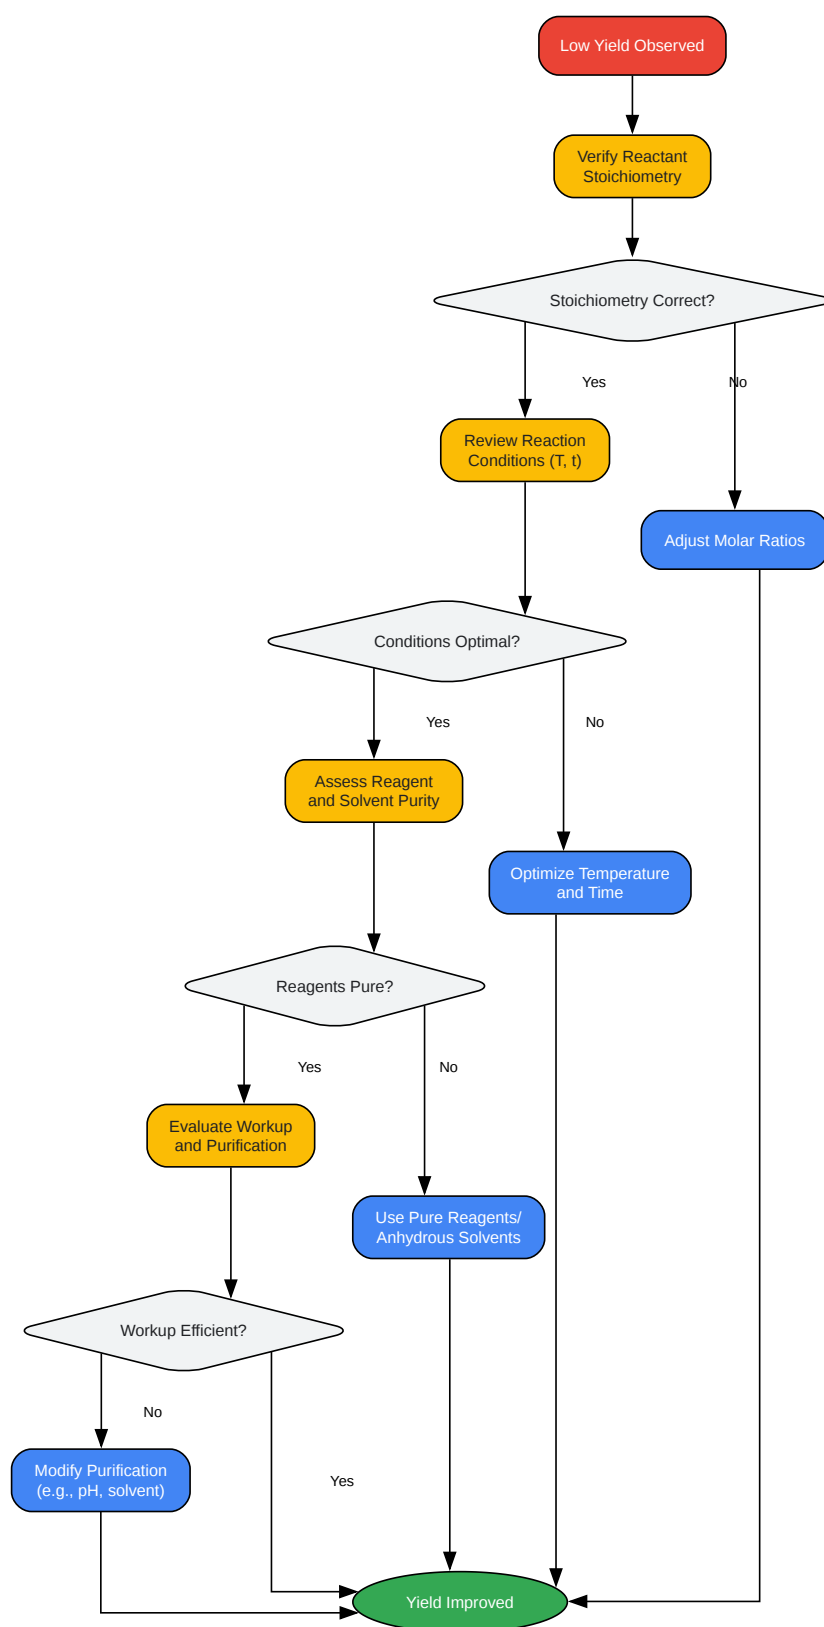 Low Yield Observed
Verify Reactant
Stoichiometry
Stoichiometry Correct?
Yes
No
Review Reaction
Conditions (T, t)
Adjust Molar Ratios
Conditions Optimal?
Yes
No
Assess Reagent
and Solvent Purity
Optimize Temperature
and Time
Reagents Pure?
Yes
No
Evaluate Workup
and Purification
Use Pure Reagents/
Anhydrous Solvents
Workup Efficient?
No
Yes
Modify Purification
(e.g., pH, solvent)
Yield Improved